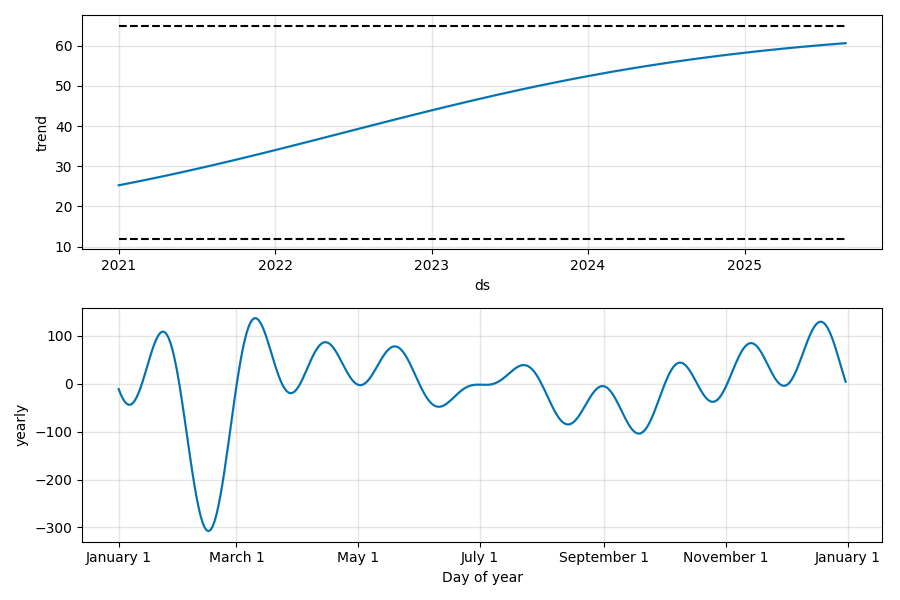 60
50
40
30
20
10
trend
2021 2022 2023 2024 2025
ds
100
0
−100
−200
−300
yearly
January 1 March 1 May 1 July 1 September 1 November 1 January 1
Day of year